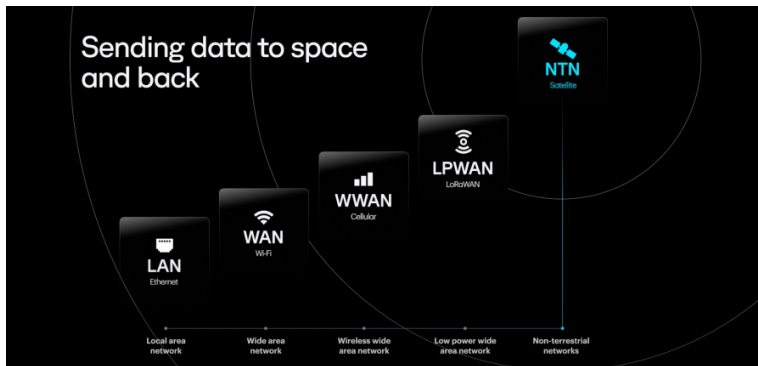 Sending data to space
and back
NTN
Satellite
LPWAN
LoRaWAN
WWAN
Cellular
WAN
Wi-Fi
LAN
Ethernet
Local area
network
Wide area
network
Wireless wide
area network
Low power wide
area network
Non-terrestrial
networks